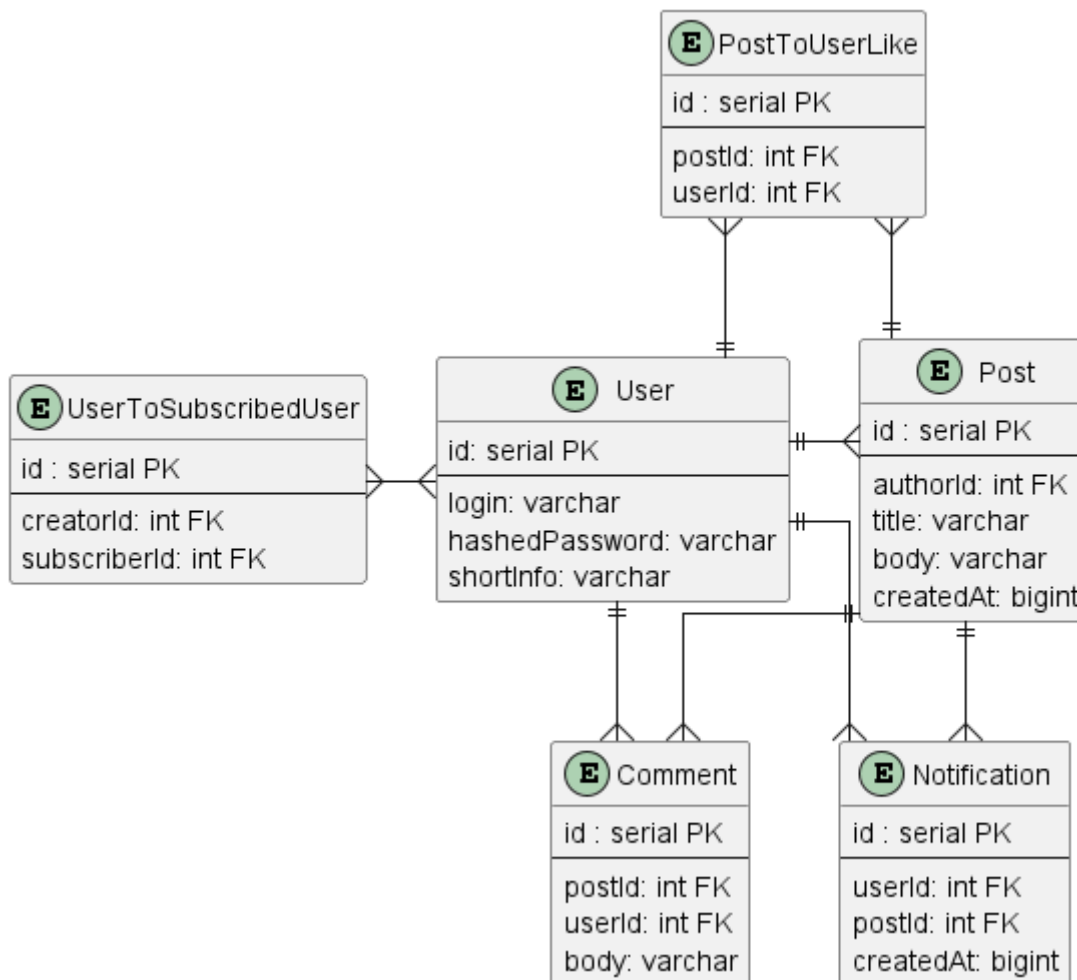 E PostToUserLike
id : serial PK
postId: int FK
userId: int FK
E UserToSubscribedUser
id : serial PK
creatorId: int FK
subscriberId: int FK
E User
id: serial PK
login: varchar
hashedPassword: varchar
shortInfo: varchar
E Post
id : serial PK
authorId: int FK
title: varchar
body: varchar
createdAt: bigint
E Comment
id : serial PK
postId: int FK
userId: int FK
body: varchar
E Notification
id : serial PK
userId: int FK
postId: int FK
createdAt: bigint